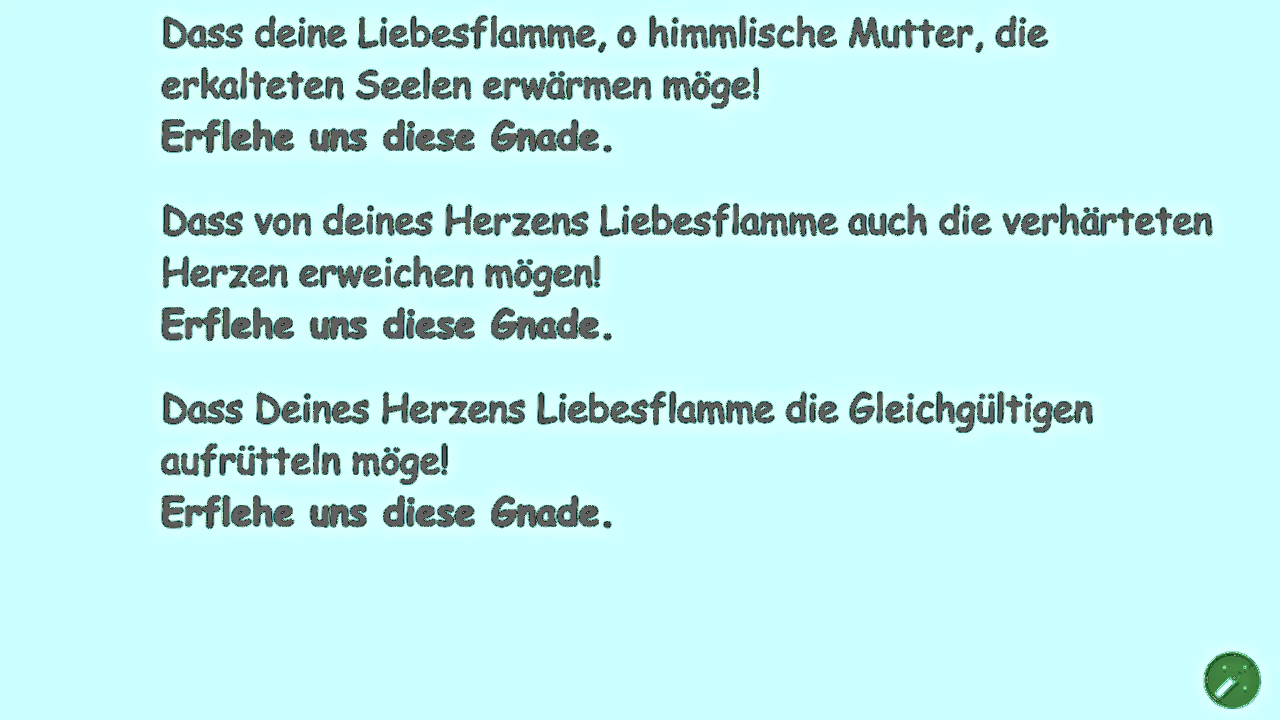 Dass deine Liebesflamme, o himmlische Mutter, die
erkalteten Seelen erwärmen möge!
Erflehe uns diese Gnade.
Dass von deines Herzens Liebesflamme auch die verhärteten
Herzen erweichen mögen!
Erflehe uns diese Gnade.
Dass Deines Herzens Liebesflamme die Gleichgültigen
aufrütteln möge!
Erflehe uns diese Gnade.